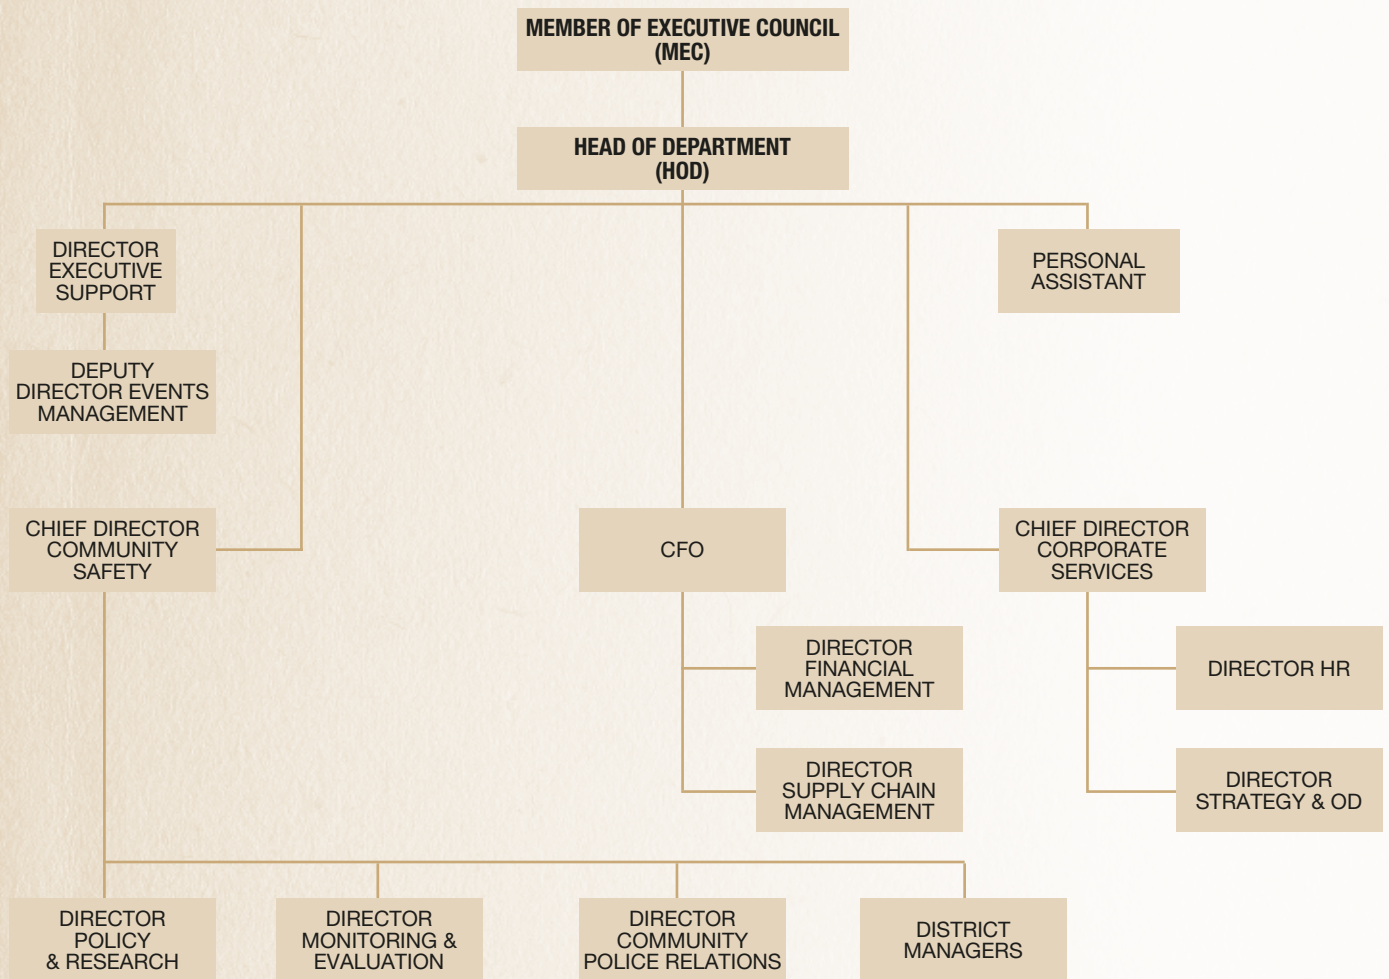 MEMBER OF EXECUTIVE COUNCIL
(MEC)
HEAD OF DEPARTMENT
(HOD)
DIRECTOR
EXECUTIVE
SUPPORT
PERSONAL
ASSISTANT
DEPUTY
DIRECTOR EVENTS
MANAGEMENT
CHIEF DIRECTOR
COMMUNITY
SAFETY
CFO
CHIEF DIRECTOR
CORPORATE
SERVICES
DIRECTOR
FINANCIAL
MANAGEMENT
DIRECTOR HR
DIRECTOR
SUPPLY CHAIN
MANAGEMENT
DIRECTOR
STRATEGY & OD
DIRECTOR
POLICY
& RESEARCH
DIRECTOR
MONITORING &
EVALUATION
DIRECTOR
COMMUNITY
POLICE RELATIONS
DISTRICT
MANAGERS